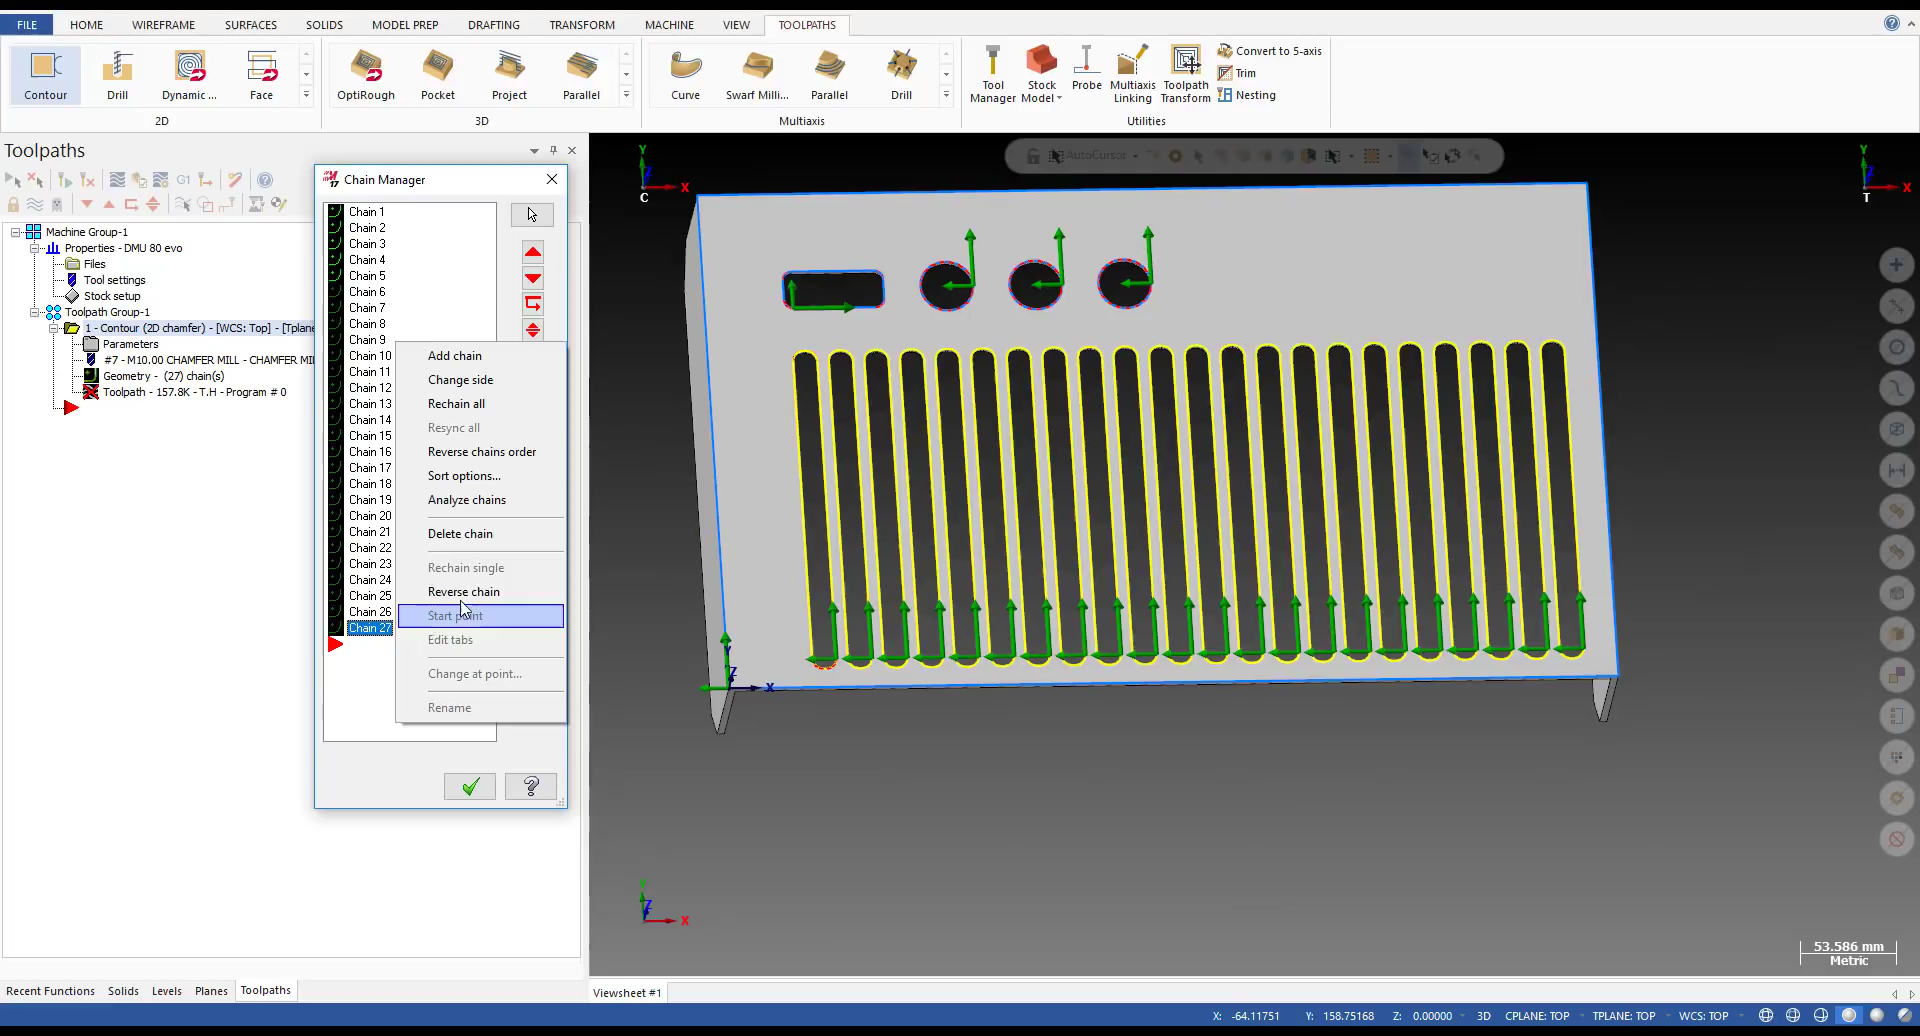 FILE HOME WIREFRAME SURFACES SOLIDS MODEL PREP DRAFTING TRANSFORM MACHINE VIEW TOOLPATHS
Contour Drill Dynamic ... Face
2D
OptiRough Pocket Project Parallel
3D
Curve Swarf Milli... Parallel Drill
Multiaxis
Tool Manager
Stock Model
Probe
Multiaxis Linking
Toolpath Transform
Convert to 5-axis
Trim
Nesting
Utilities
Toolpaths
G1
Machine Group-1
Properties - DMU 80 evo
Files
Tool settings
Stock setup
Toolpath Group-1
1 - Contour (2D chamfer) - [WCS: Top] - [Tplane
Parameters
#7 - M10.00 CHAMFER MILL - CHAMFER MIL
Geometry - (27) chain(s)
Toolpath - 157.8K - T.H - Program # 0
17
Chain Manager
Chain 1
Chain 2
Chain 3
Chain 4
Chain 5
Chain 6
Chain 7
Chain 8
Chain 9
Chain 10
Chain 11
Chain 12
Chain 13
Chain 14
Chain 15
Chain 16
Chain 17
Chain 18
Chain 19
Chain 20
Chain 21
Chain 22
Chain 23
Chain 24
Chain 25
Chain 26
Chain 27
Add chain
Change side
Rechain all
Resync all
Reverse chains order
Sort options...
Analyze chains
Delete chain
Rechain single
Reverse chain
Start point
Edit tabs
Change at point...
Rename
AutoCursor
Y
Z
X
C
Y
Z
X
T
Z
X
Y
Z
X
53.586 mm
Metric
Recent Functions Solids Levels Planes Toolpaths
Viewsheet #1
X: -64.11751 Y: 158.75168 Z: 0.00000 3D CPLANE: TOP TPLANE: TOP WCS: TOP